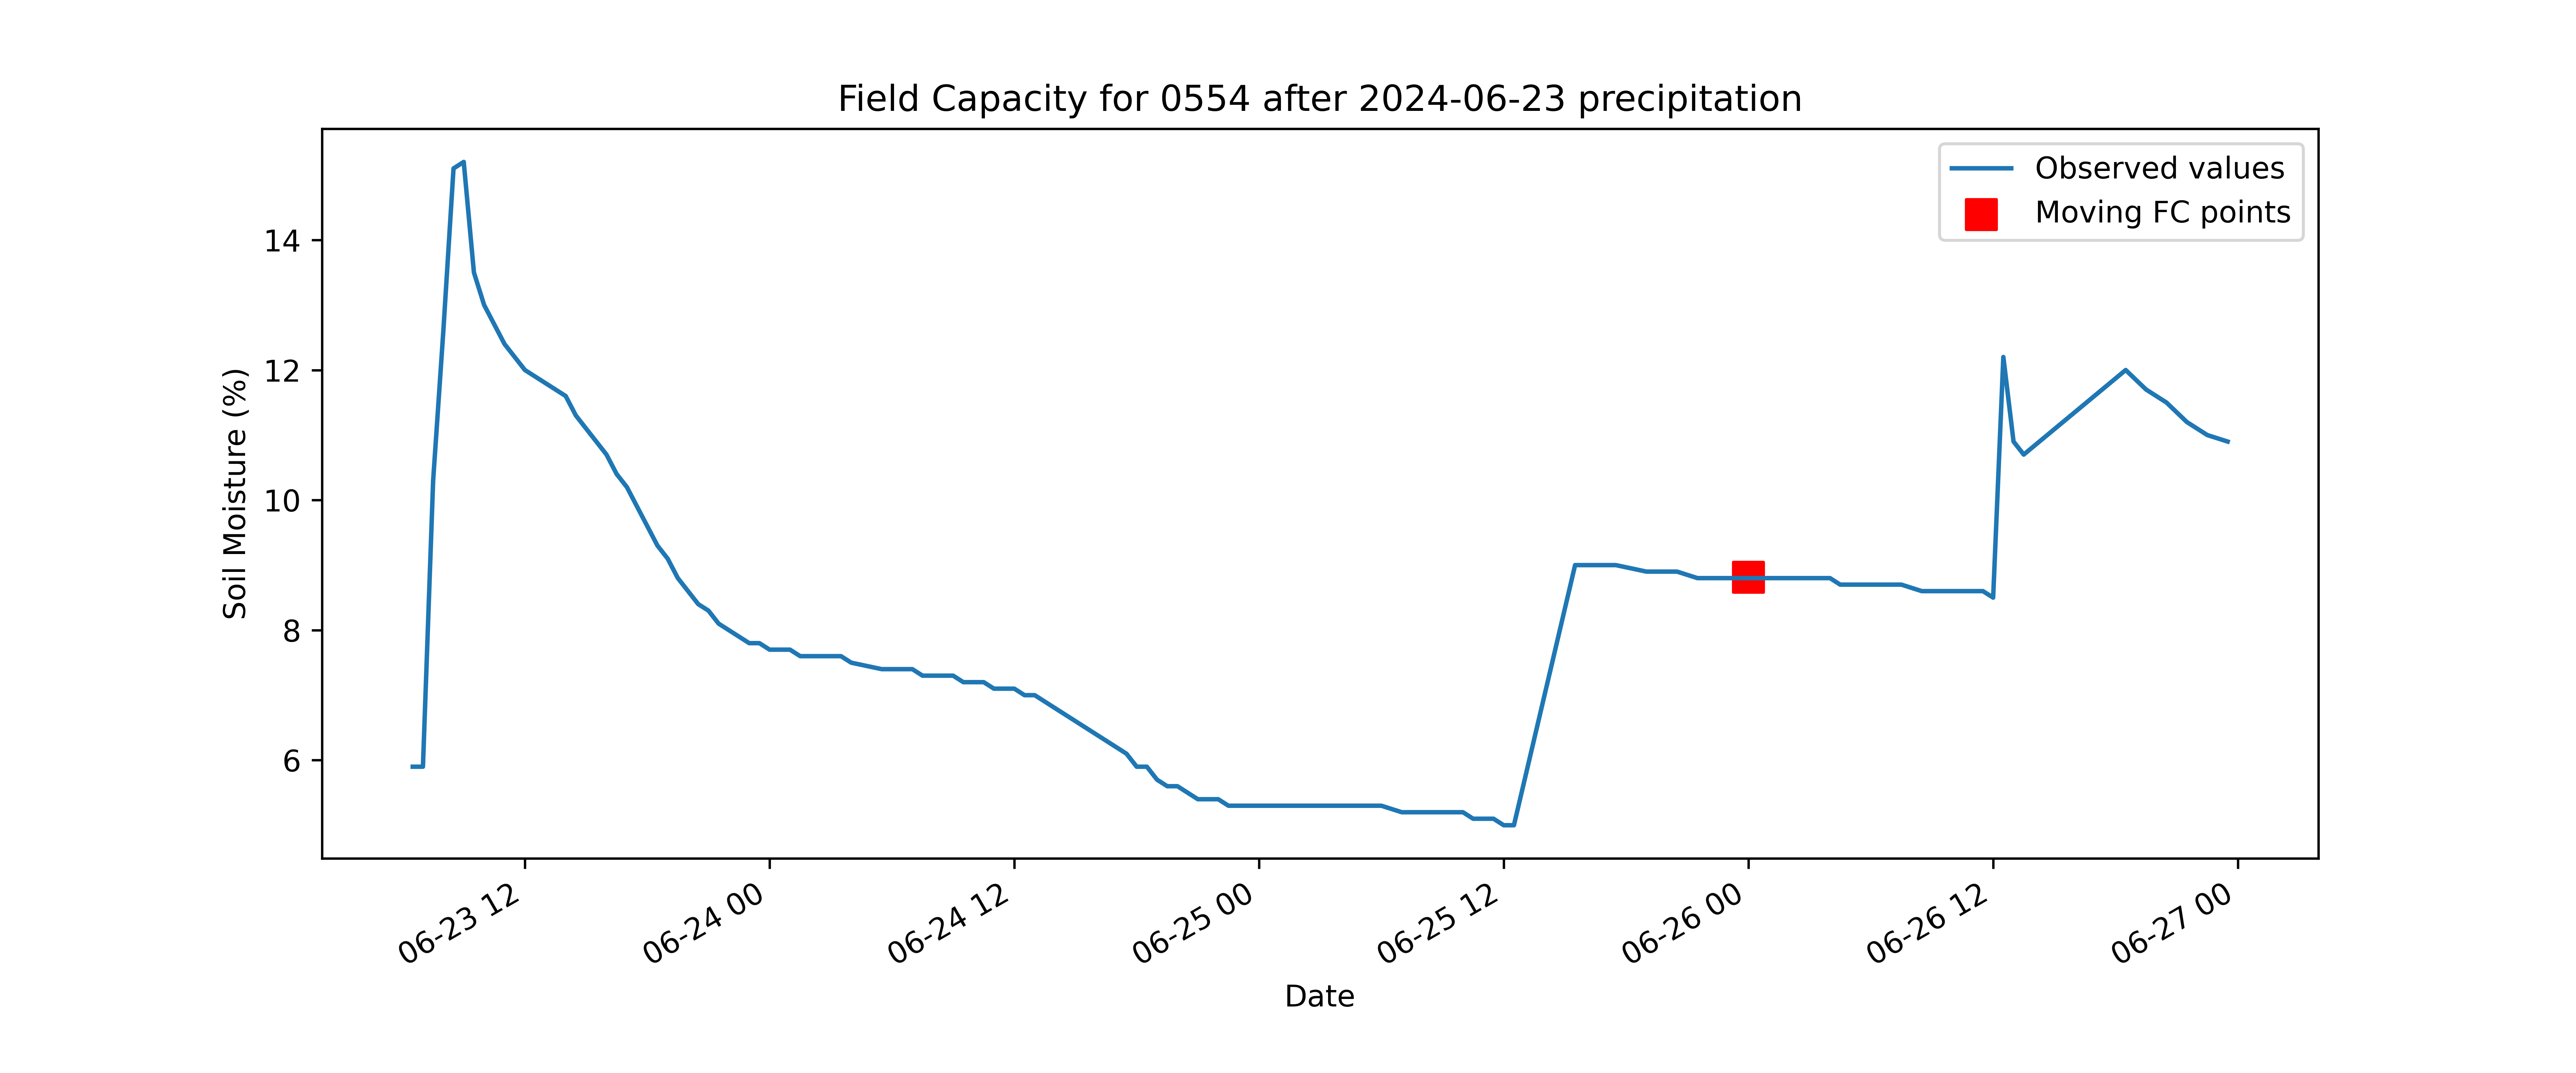 Field Capacity for 0554 after 2024-06-23 precipitation
Observed values
Moving FC points
Soil Moisture (%)
14
12
10
8
6
06-23 12
06-24 00
06-24 12
06-25 00
06-25 12
06-26 00
06-26 12
06-27 00
Date